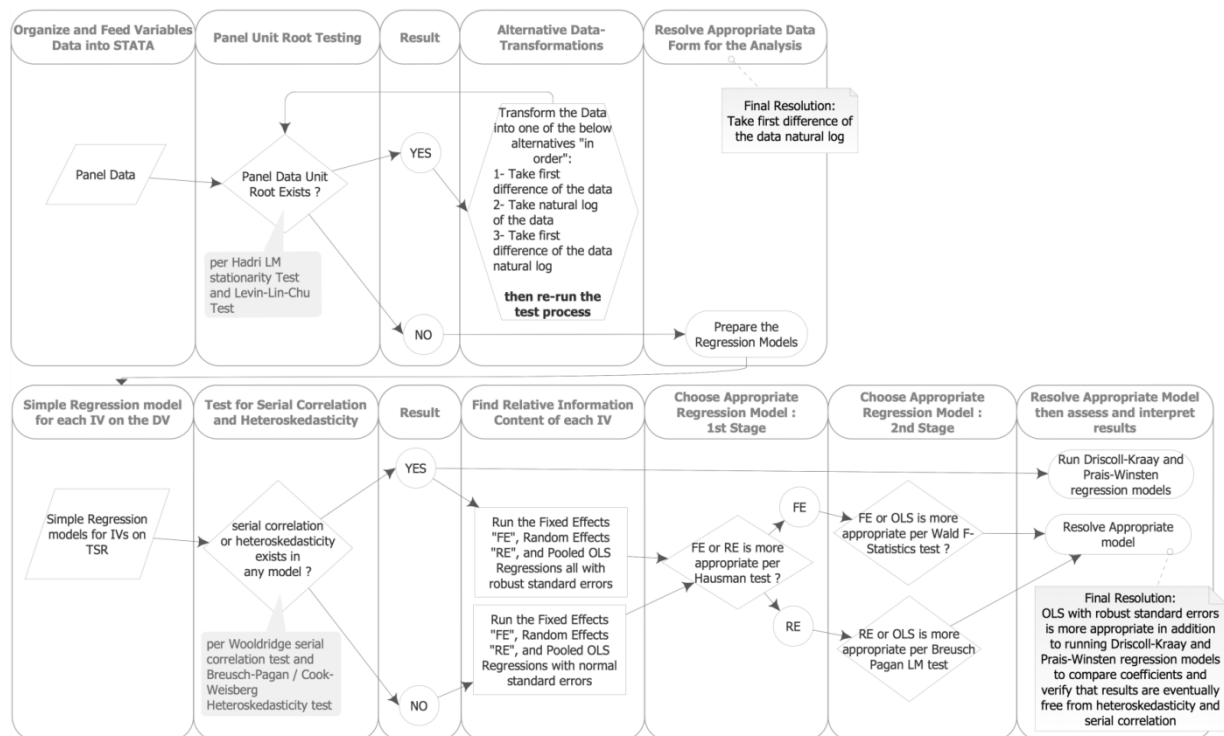 Organize and Feed Variables
Data into STATA
Panel Unit Root Testing
Result
Alternative Data-
Transformations
Resolve Appropriate Data
Form for the Analysis
Final Resolution:
Take first difference of
the data natural log
Panel Data
Panel Data Unit
Root Exists ?
per Hadri LM
stationarity Test
and Levin-Lin-Chu
Test
YES
NO
Transform the Data
into one of the below
alternatives "in
order":
1- Take first
difference of the data
2- Take natural log
of the data
3- Take first
difference of the data
natural log
then re-run the
test process
Prepare the
Regression Models
Simple Regression model
for each IV on the DV
Test for Serial Correlation
and Heteroskedasticity
Result
Find Relative Information
Content of each IV
Choose Appropriate
Regression Model :
1st Stage
Choose Appropriate
Regression Model :
2nd Stage
Resolve Appropriate Model
then assess and interpret
results
Simple Regression
models for IVs on
TSR
serial correlation
or heteroskedasticity
exists in
any model ?
per Wooldridge serial
correlation test and
Breusch-Pagan / Cook-
Weisberg
Heteroskedasticity test
YES
NO
Run the Fixed Effects
"FE", Random Effects
"RE", and Pooled OLS
Regressions all with
robust standard errors
Run the Fixed Effects
"FE", Random Effects
"RE", and Pooled OLS
Regressions with normal
standard errors
FE or RE is more
appropriate per
Hausman test ?
FE
RE
FE or OLS is more
appropriate per Wald F-
Statistics test ?
RE or OLS is more
appropriate per Breusch
Pagan LM test
Run Driscoll-Kraay and
Prais-Winsten
regression models
Resolve Appropriate
model
Final Resolution:
OLS with robust standard errors
is more appropriate in addition
to running Driscoll-Kraay and
Prais-Winsten regression models
to compare coefficients and
verify that results are eventually
free from heteroskedasticity and
serial correlation